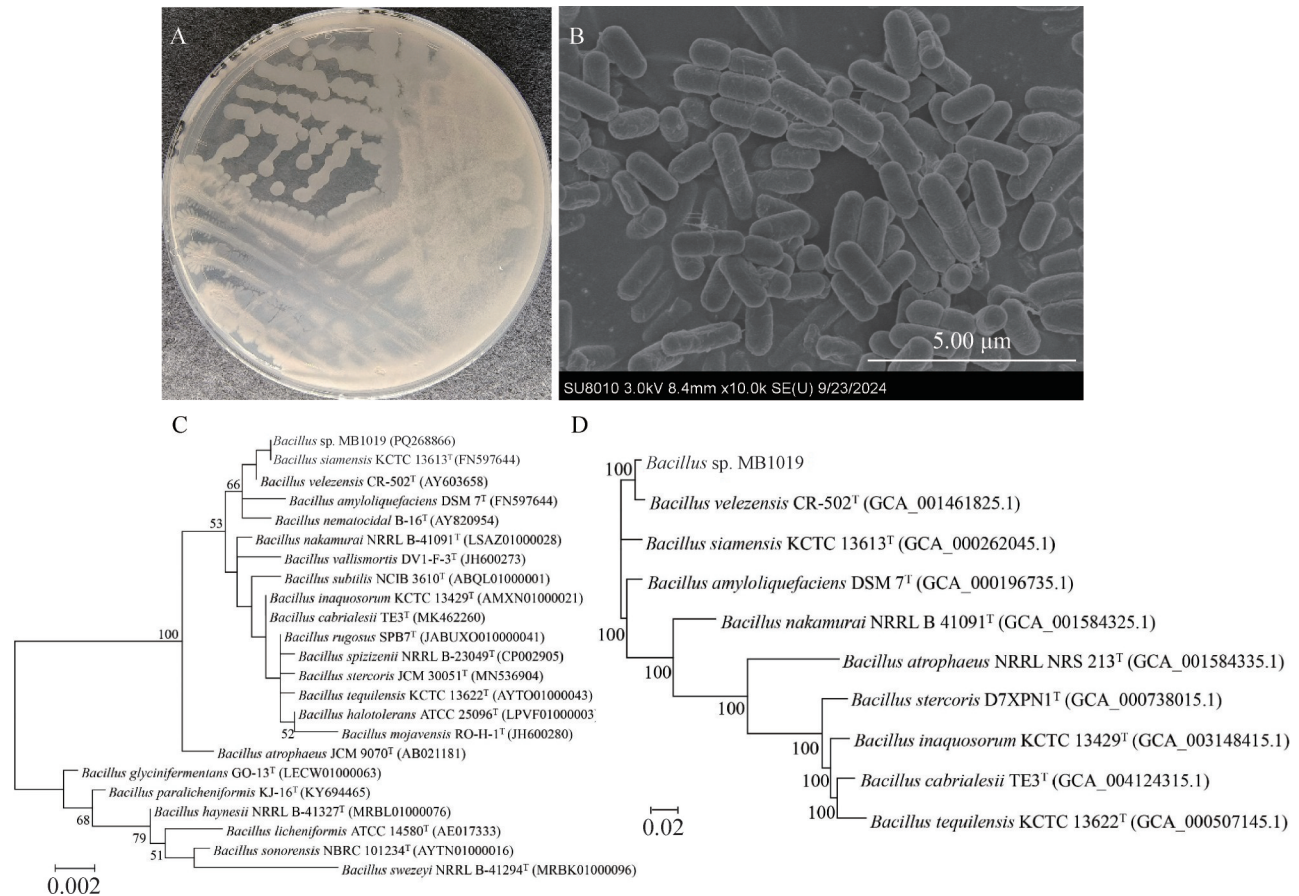 A
B
5.00 µm
SU8010 3.0kV 8.4mm x10.0k SE(U) 9/23/2024
C
Bacillus sp. MB1019 (PQ268866)
Bacillus siamensis KCTC 13613ᵀ (FN597644)
Bacillus velezensis CR-502ᵀ (AY603658)
66
Bacillus amyloliquefaciens DSM 7ᵀ (FN597644)
Bacillus nematocidal B-16ᵀ (AY820954)
53
Bacillus nakamurai NRRL B-41091ᵀ (LSAZ01000028)
Bacillus vallismortis DV1-F-3ᵀ (JH600273)
Bacillus subtilis NCIB 3610ᵀ (ABQL01000001)
Bacillus inaquosorum KCTC 13429ᵀ (AMXN01000021)
Bacillus cabrialesii TE3ᵀ (MK462260)
100
Bacillus rugosus SPB7ᵀ (JABUXO010000041)
Bacillus spizizenii NRRL B-23049ᵀ (CP002905)
Bacillus stercoris JCM 30051ᵀ (MN536904)
Bacillus tequilensis KCTC 13622ᵀ (AYTO01000043)
Bacillus halotolerans ATCC 25096ᵀ (LPVF01000003)
52
Bacillus mojavensis RO-H-1ᵀ (JH600280)
Bacillus atrophaeus JCM 9070ᵀ (AB021181)
Bacillus glycinifermentans GO-13ᵀ (LECW01000063)
Bacillus paralicheniformis KJ-16ᵀ (KY694465)
68
Bacillus haynesii NRRL B-41327ᵀ (MRBL01000076)
79
Bacillus licheniformis ATCC 14580ᵀ (AE017333)
51
Bacillus sonorensis NBRC 101234ᵀ (AYTN01000016)
Bacillus swezeyi NRRL B-41294ᵀ (MRBK01000096)
0.002
D
100
Bacillus sp. MB1019
Bacillus velezensis CR-502ᵀ (GCA_001461825.1)
Bacillus siamensis KCTC 13613ᵀ (GCA_000262045.1)
Bacillus amyloliquefaciens DSM 7ᵀ (GCA_000196735.1)
100
Bacillus nakamurai NRRL B 41091ᵀ (GCA_001584325.1)
100
Bacillus atrophaeus NRRL NRS 213ᵀ (GCA_001584335.1)
100
Bacillus stercoris D7XPN1ᵀ (GCA_000738015.1)
100
Bacillus inaquosorum KCTC 13429ᵀ (GCA_003148415.1)
100
Bacillus cabrialesii TE3ᵀ (GCA_004124315.1)
100
Bacillus tequilensis KCTC 13622ᵀ (GCA_000507145.1)
0.02